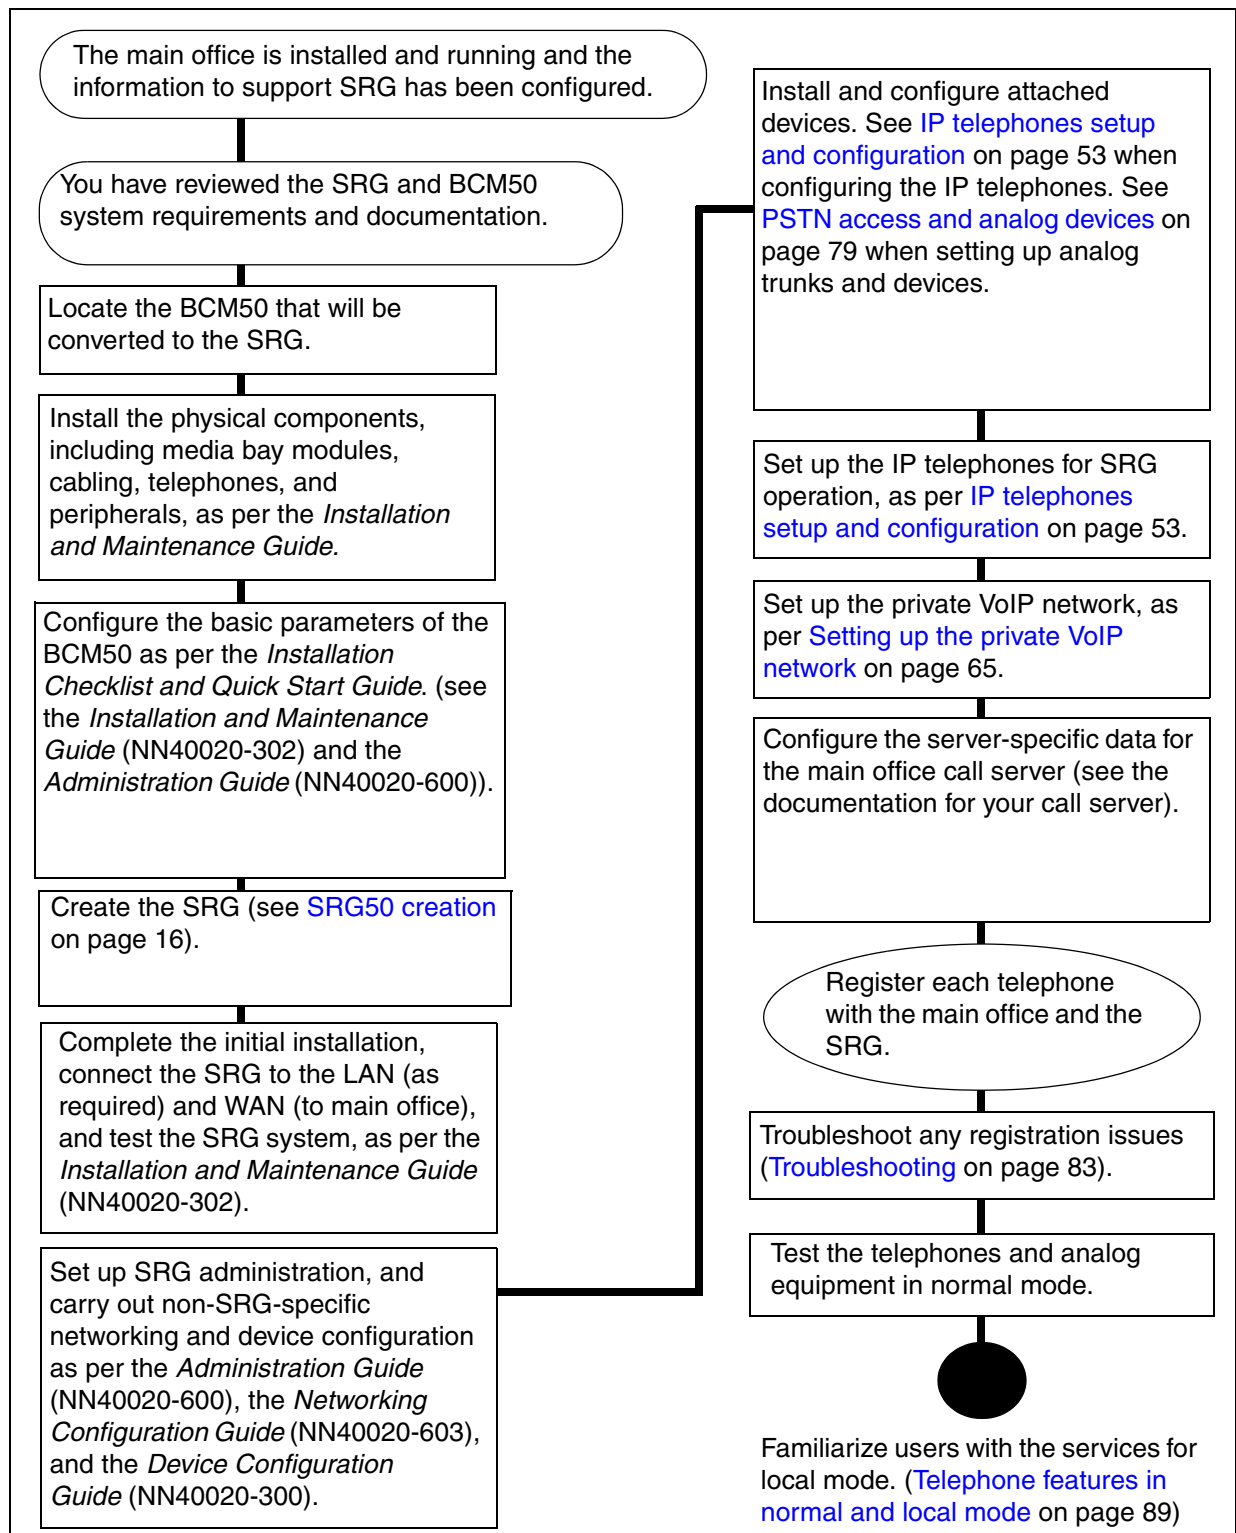 The main office is installed and running and the
information to support SRG has been configured.
You have reviewed the SRG and BCM50
system requirements and documentation.
Locate the BCM50 that will be
converted to the SRG.
Install the physical components,
including media bay modules,
cabling, telephones, and
peripherals, as per the Installation
and Maintenance Guide.
Configure the basic parameters of the
BCM50 as per the Installation
Checklist and Quick Start Guide. (see
the Installation and Maintenance
Guide (NN40020-302) and the
Administration Guide (NN40020-600)).
Create the SRG (see SRG50 creation
on page 16).
Complete the initial installation,
connect the SRG to the LAN (as
required) and WAN (to main office),
and test the SRG system, as per the
Installation and Maintenance Guide
(NN40020-302).
Set up SRG administration, and
carry out non-SRG-specific
networking and device configuration
as per the Administration Guide
(NN40020-600), the Networking
Configuration Guide (NN40020-603),
and the Device Configuration
Guide (NN40020-300).
Install and configure attached
devices. See IP telephones setup
and configuration on page 53 when
configuring the IP telephones. See
PSTN access and analog devices on
page 79 when setting up analog
trunks and devices.
Set up the IP telephones for SRG
operation, as per IP telephones
setup and configuration on page 53.
Set up the private VoIP network, as
per Setting up the private VoIP
network on page 65.
Configure the server-specific data for
the main office call server (see the
documentation for your call server).
Register each telephone
with the main office and the
SRG.
Troubleshoot any registration issues
(Troubleshooting on page 83).
Test the telephones and analog
equipment in normal mode.
Familiarize users with the services for
local mode. (Telephone features in
normal and local mode on page 89)